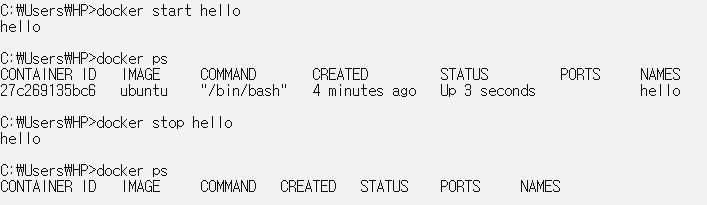 C:₩Users₩HP>docker start hello
hello
C:₩Users₩HP>docker ps
CONTAINER ID   IMAGE     COMMAND       CREATED         STATUS         PORTS     NAMES
27c269135bc6   ubuntu    "/bin/bash"   4 minutes ago   Up 3 seconds             hello
C:₩Users₩HP>docker stop hello
hello
C:₩Users₩HP>docker ps
CONTAINER ID   IMAGE     COMMAND   CREATED   STATUS    PORTS     NAMES